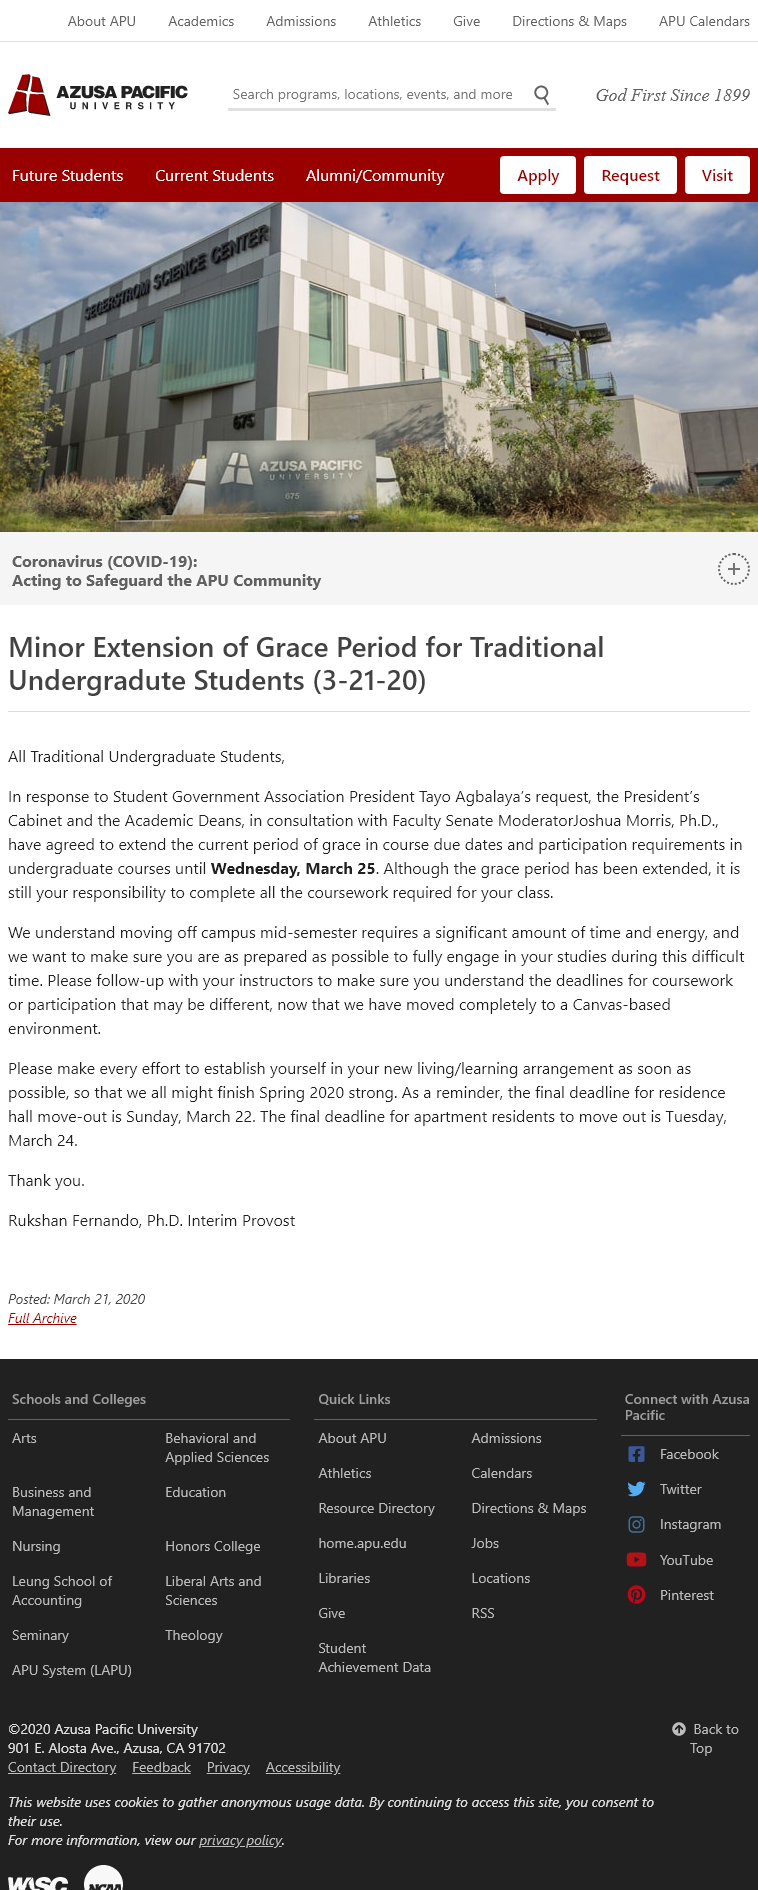 About APU Academics Admissions Athletics Give Directions & Maps APU Calendars
AZUSA PACIFIC
UNIVERSITY
Search programs, locations, events, and more
God First Since 1899
Future Students Current Students Alumni/Community Apply Request Visit
SEGERSTROM SCIENCE CENTER
675
AZUSA PACIFIC
UNIVERSITY
675
Coronavirus (COVID-19):
Acting to Safeguard the APU Community
Minor Extension of Grace Period for Traditional
Undergradute Students (3-21-20)
All Traditional Undergraduate Students,
In response to Student Government Association President Tayo Agbalaya's request, the President's
Cabinet and the Academic Deans, in consultation with Faculty Senate ModeratorJoshua Morris, Ph.D.,
have agreed to extend the current period of grace in course due dates and participation requirements in
undergraduate courses until Wednesday, March 25. Although the grace period has been extended, it is
still your responsibility to complete all the coursework required for your class.
We understand moving off campus mid-semester requires a significant amount of time and energy, and
we want to make sure you are as prepared as possible to fully engage in your studies during this difficult
time. Please follow-up with your instructors to make sure you understand the deadlines for coursework
or participation that may be different, now that we have moved completely to a Canvas-based
environment.
Please make every effort to establish yourself in your new living/learning arrangement as soon as
possible, so that we all might finish Spring 2020 strong. As a reminder, the final deadline for residence
hall move-out is Sunday, March 22. The final deadline for apartment residents to move out is Tuesday,
March 24.
Thank you.
Rukshan Fernando, Ph.D. Interim Provost
Posted: March 21, 2020
Full Archive
Schools and Colleges
Arts
Behavioral and
Applied Sciences
Business and
Management
Education
Nursing
Honors College
Leung School of
Accounting
Liberal Arts and
Sciences
Seminary
Theology
APU System (LAPU)
Quick Links
About APU
Admissions
Athletics
Calendars
Resource Directory
Directions & Maps
home.apu.edu
Jobs
Libraries
Locations
Give
RSS
Student
Achievement Data
Connect with Azusa
Pacific
Facebook
Twitter
Instagram
YouTube
Pinterest
©2020 Azusa Pacific University
901 E. Alosta Ave., Azusa, CA 91702
Contact Directory Feedback Privacy Accessibility
Back to
Top
This website uses cookies to gather anonymous usage data. By continuing to access this site, you consent to
their use.
For more information, view our privacy policy.
WASC NCAA